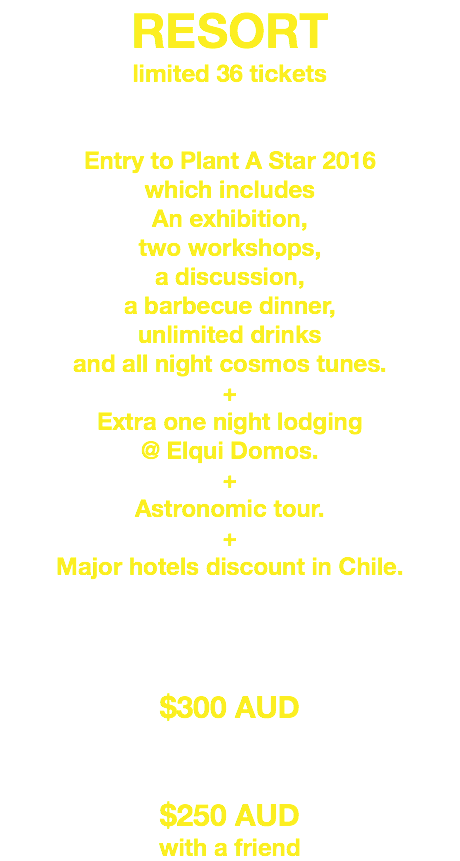 RESORT
limited 36 tickets
Entry to Plant A Star 2016
which includes
An exhibition,
two workshops,
a discussion,
a barbecue dinner,
unlimited drinks
and all night cosmos tunes.
+
Extra one night lodging
@ Elqui Domos.
+
Astronomic tour.
+
Major hotels discount in Chile.
$300 AUD
$250 AUD
with a friend